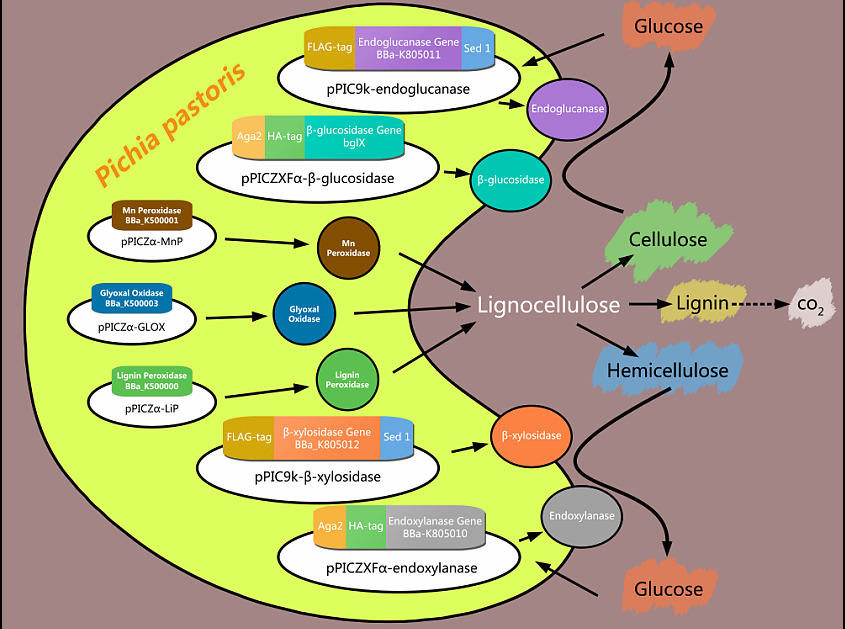 Glucose
FLAG-tag
Endoglucanase Gene
BBa-K805011
Sed 1
pPIC9k-endoglucanase
Endoglucanase
Pichia pastoris
Aga2
HA-tag
β-glucosidase Gene
bglX
pPICZXFα-β-glucosidase
β-glucosidase
Mn Peroxidase
BBa_K500001
pPICZα-MnP
Mn
Peroxidase
Cellulose
Glyoxal Oxidase
BBa_K500003
pPICZα-GLOX
Glyoxal
Oxidase
Lignocellulose
Lignin
CO2
Lignin Peroxidase
BBa_K500000
pPICZα-LiP
Lignin
Peroxidase
Hemicellulose
FLAG-tag
β-xylosidase Gene
BBa_K805012
Sed 1
pPIC9k-β-xylosidase
β-xylosidase
Aga2
HA-tag
Endoxylanase Gene
BBa-K805010
pPICZXFα-endoxylanase
Endoxylanase
Glucose